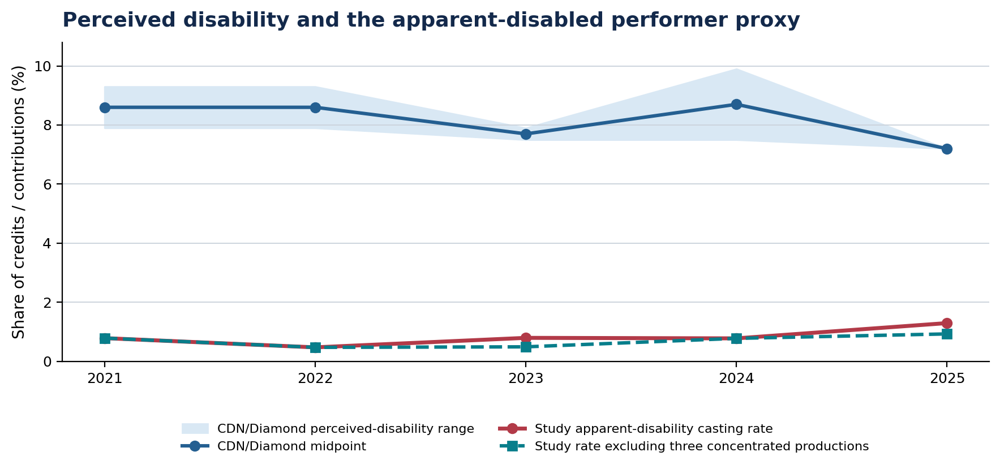 Perceived disability and the apparent-disabled performer proxy
Share of credits / contributions (%)
10
8
6
4
2
0
2021
2022
2023
2024
2025
CDN/Diamond perceived-disability range
CDN/Diamond midpoint
Study apparent-disability casting rate
Study rate excluding three concentrated productions